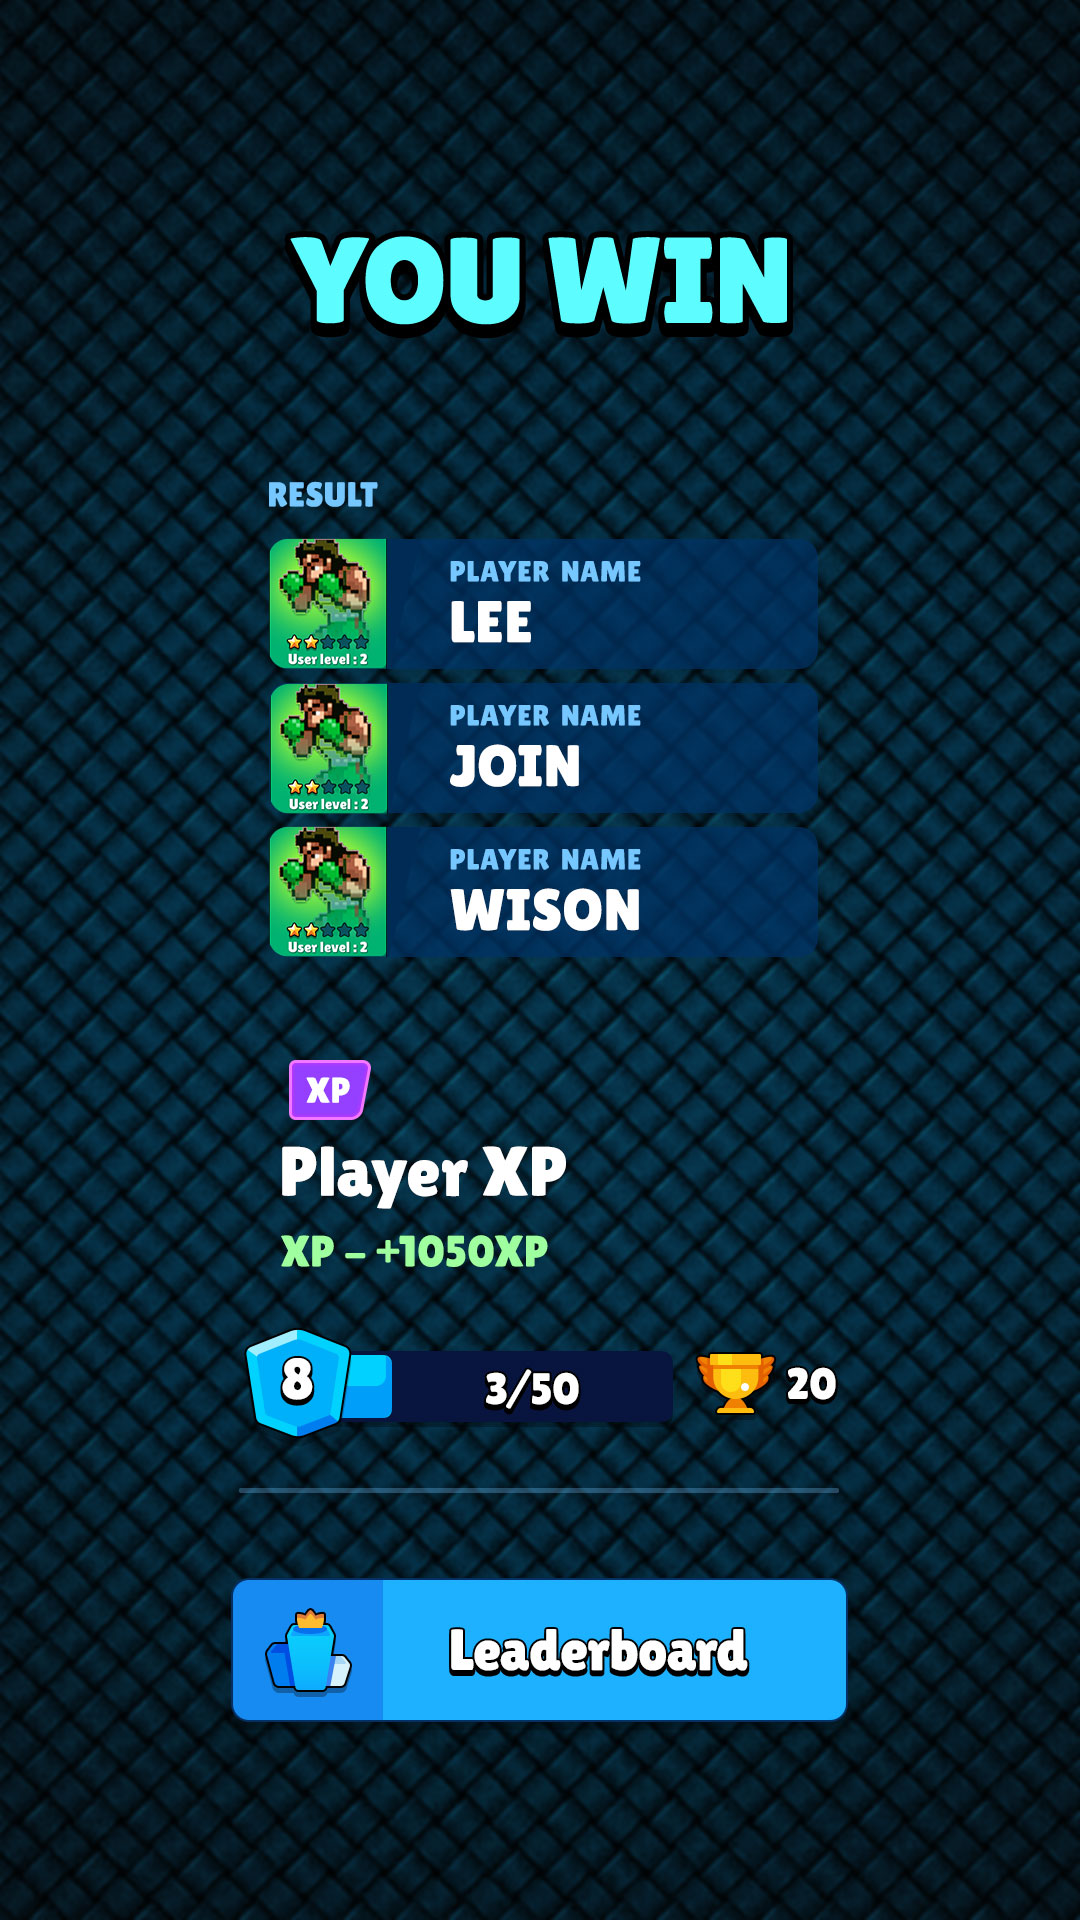 YOU WIN
RESULT
PLAYER NAME
LEE
User level : 2
PLAYER NAME
JOIN
User level : 2
PLAYER NAME
WISON
User level : 2
XP
Player XP
XP – +1050XP
8
3/50
20
Leaderboard